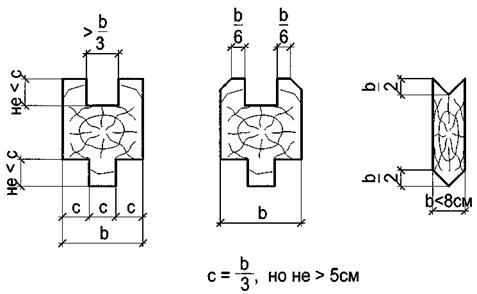 > b/3
b/6 b/6
не < c
не < c
c c c
b
b
b/2
b/2
b<8см
c = b/3, но не > 5см